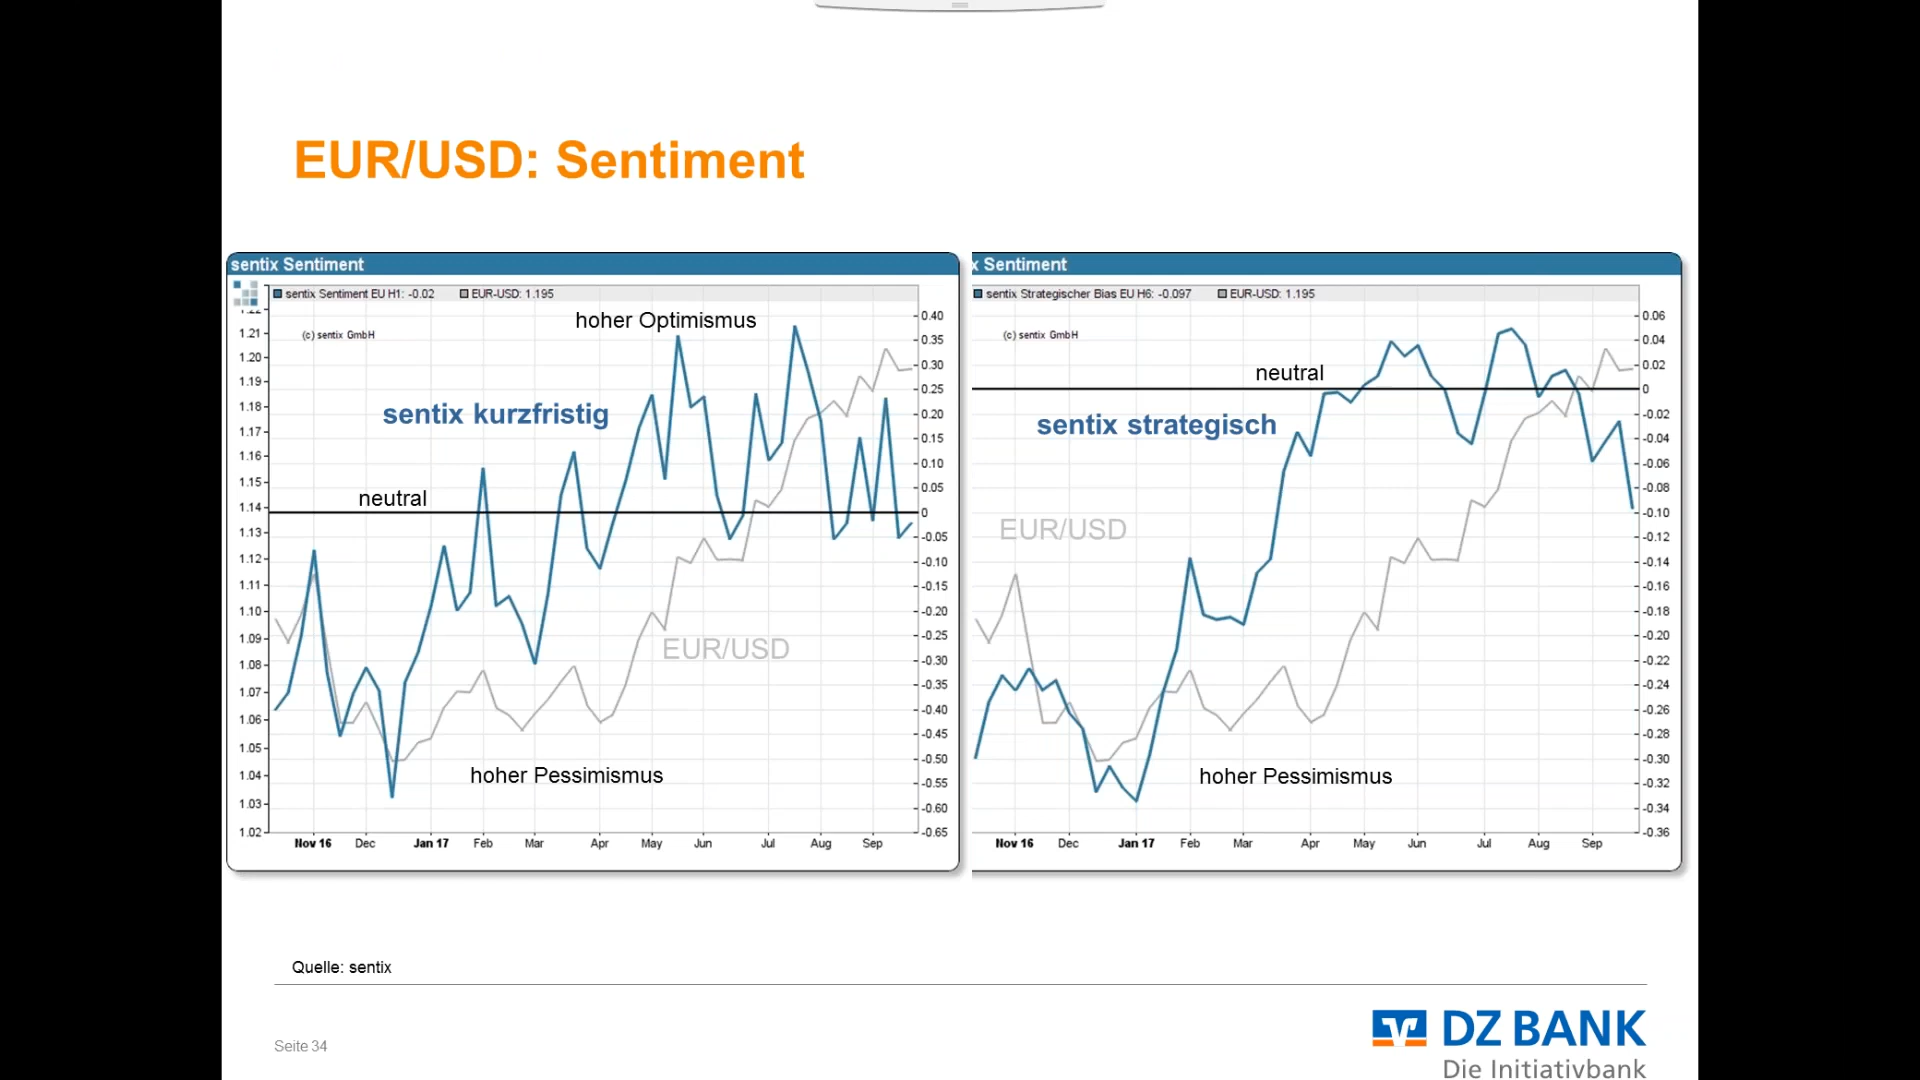 EUR/USD: Sentiment
sentix Sentiment
sentix Sentiment EU H1: -0.02 EUR-USD: 1.195
(c) sentix GmbH
hoher Optimismus
sentix kurzfristig
neutral
EUR/USD
hoher Pessimismus
1.21
1.20
1.19
1.18
1.17
1.16
1.15
1.14
1.13
1.12
1.11
1.10
1.09
1.08
1.07
1.06
1.05
1.04
1.03
1.02
0.40
0.35
0.30
0.25
0.20
0.15
0.10
0.05
0
-0.05
-0.10
-0.15
-0.20
-0.25
-0.30
-0.35
-0.40
-0.45
-0.50
-0.55
-0.60
-0.65
Nov 16 Dec Jan 17 Feb Mar Apr May Jun Jul Aug Sep
x Sentiment
sentix Strategischer Bias EU H6: -0.097 EUR-USD: 1.195
(c) sentix GmbH
neutral
sentix strategisch
EUR/USD
hoher Pessimismus
0.06
0.04
0.02
0
-0.02
-0.04
-0.06
-0.08
-0.10
-0.12
-0.14
-0.16
-0.18
-0.20
-0.22
-0.24
-0.26
-0.28
-0.30
-0.32
-0.34
-0.36
Nov 16 Dec Jan 17 Feb Mar Apr May Jun Jul Aug Sep
Quelle: sentix
Seite 34
DZ BANK
Die Initiativbank